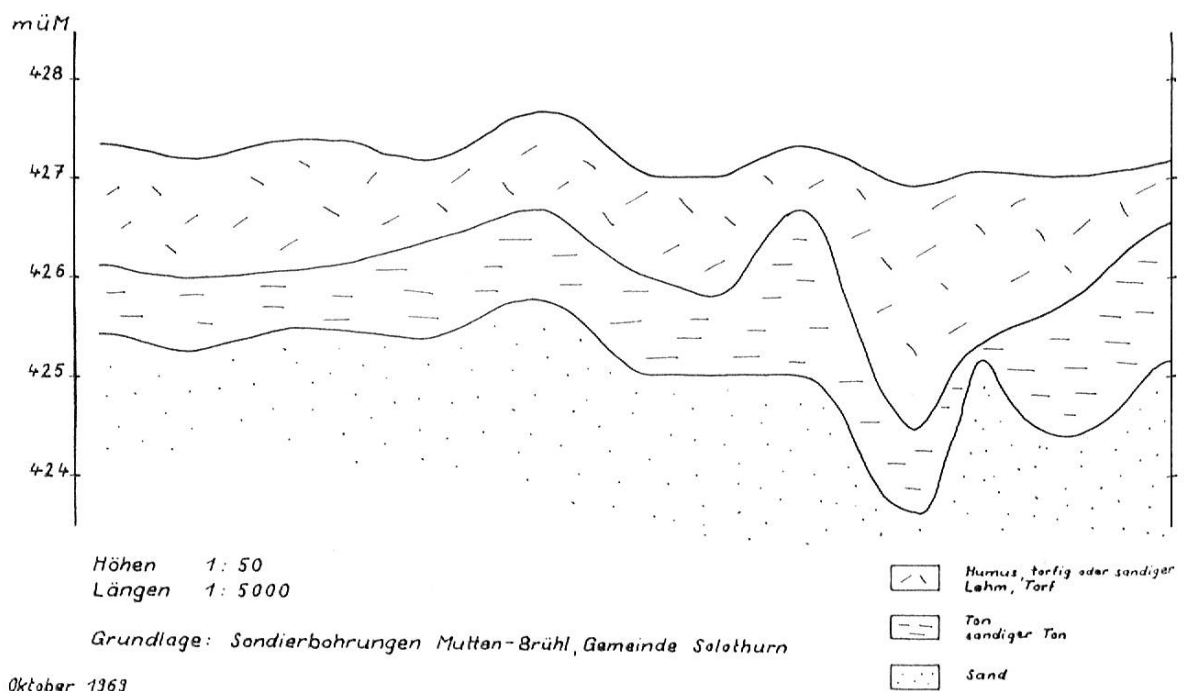 müM
428
427
426
425
424
Höhen 1:50
Längen 1:5000
Grundlage: Sondierbohrungen Mutten-Brühl, Gemeinde Solothurn
Oktober 1969
Humus, torfig oder sandiger
Lehm, Torf
Ton
sandiger Ton
Sand